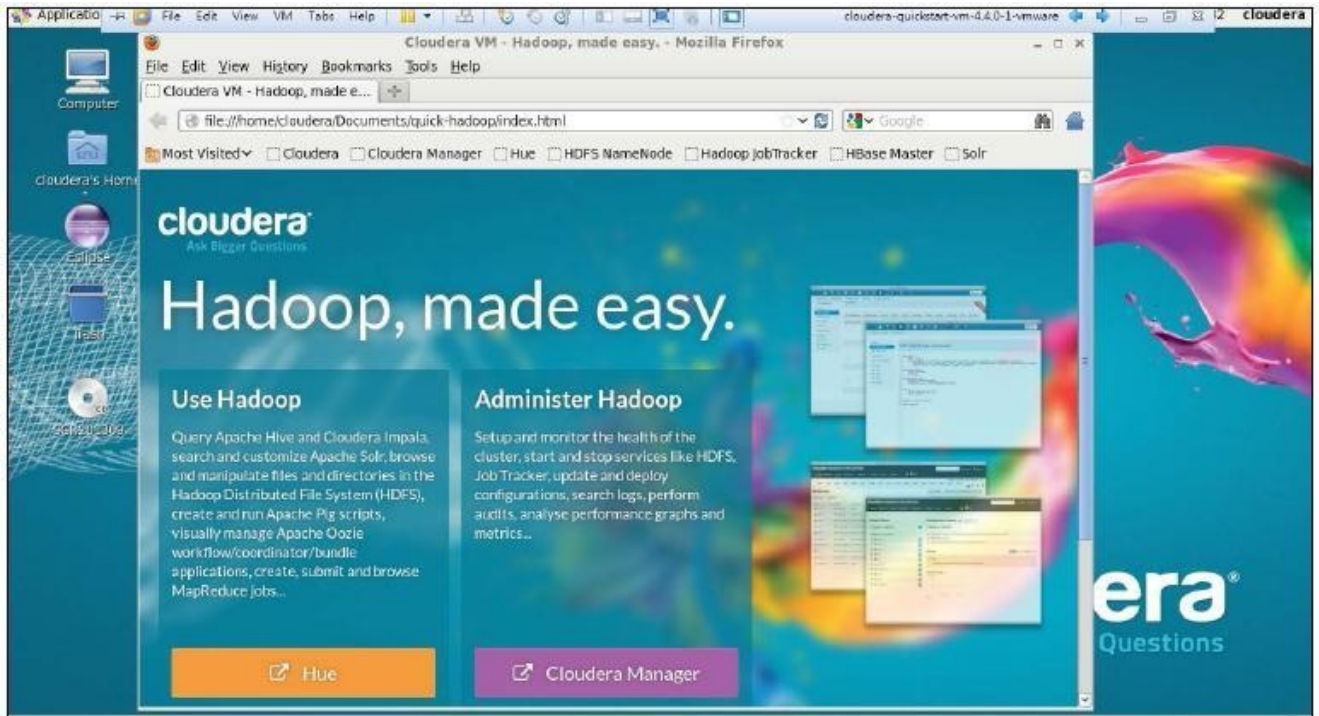 Applicatio File Edit View VM Tabs Help cloudera-quickstart-vm-4.4.0-1-vmware 12 cloudera
Cloudera VM - Hadoop, made easy. - Mozilla Firefox
File Edit View History Bookmarks Tools Help
Cloudera VM - Hadoop, made e...
file:///home/cloudera/Documents/quick-hadoop/index.html Google
Most Visited Cloudera Cloudera Manager Hue HDFS NameNode Hadoop JobTracker HBase Master Solr
Computer
cloudera's Home
Eclipse
Trash
cloudera
Ask Bigger Questions
Hadoop, made easy.
Use Hadoop
Query Apache Hive and Cloudera Impala,
search and customize Apache Solr, browse
and manipulate files and directories in the
Hadoop Distributed File System (HDFS),
create and run Apache Pig scripts,
visually manage Apache Oozie
workflow/coordinator/bundle
applications, create, submit and browse
MapReduce jobs...
Hue
Administer Hadoop
Setup and monitor the health of the
cluster, start and stop services like HDFS,
Job Tracker, update and deploy
configurations, search logs, perform
audits, analyse performance graphs and
metrics...
Cloudera Manager
era®
Questions